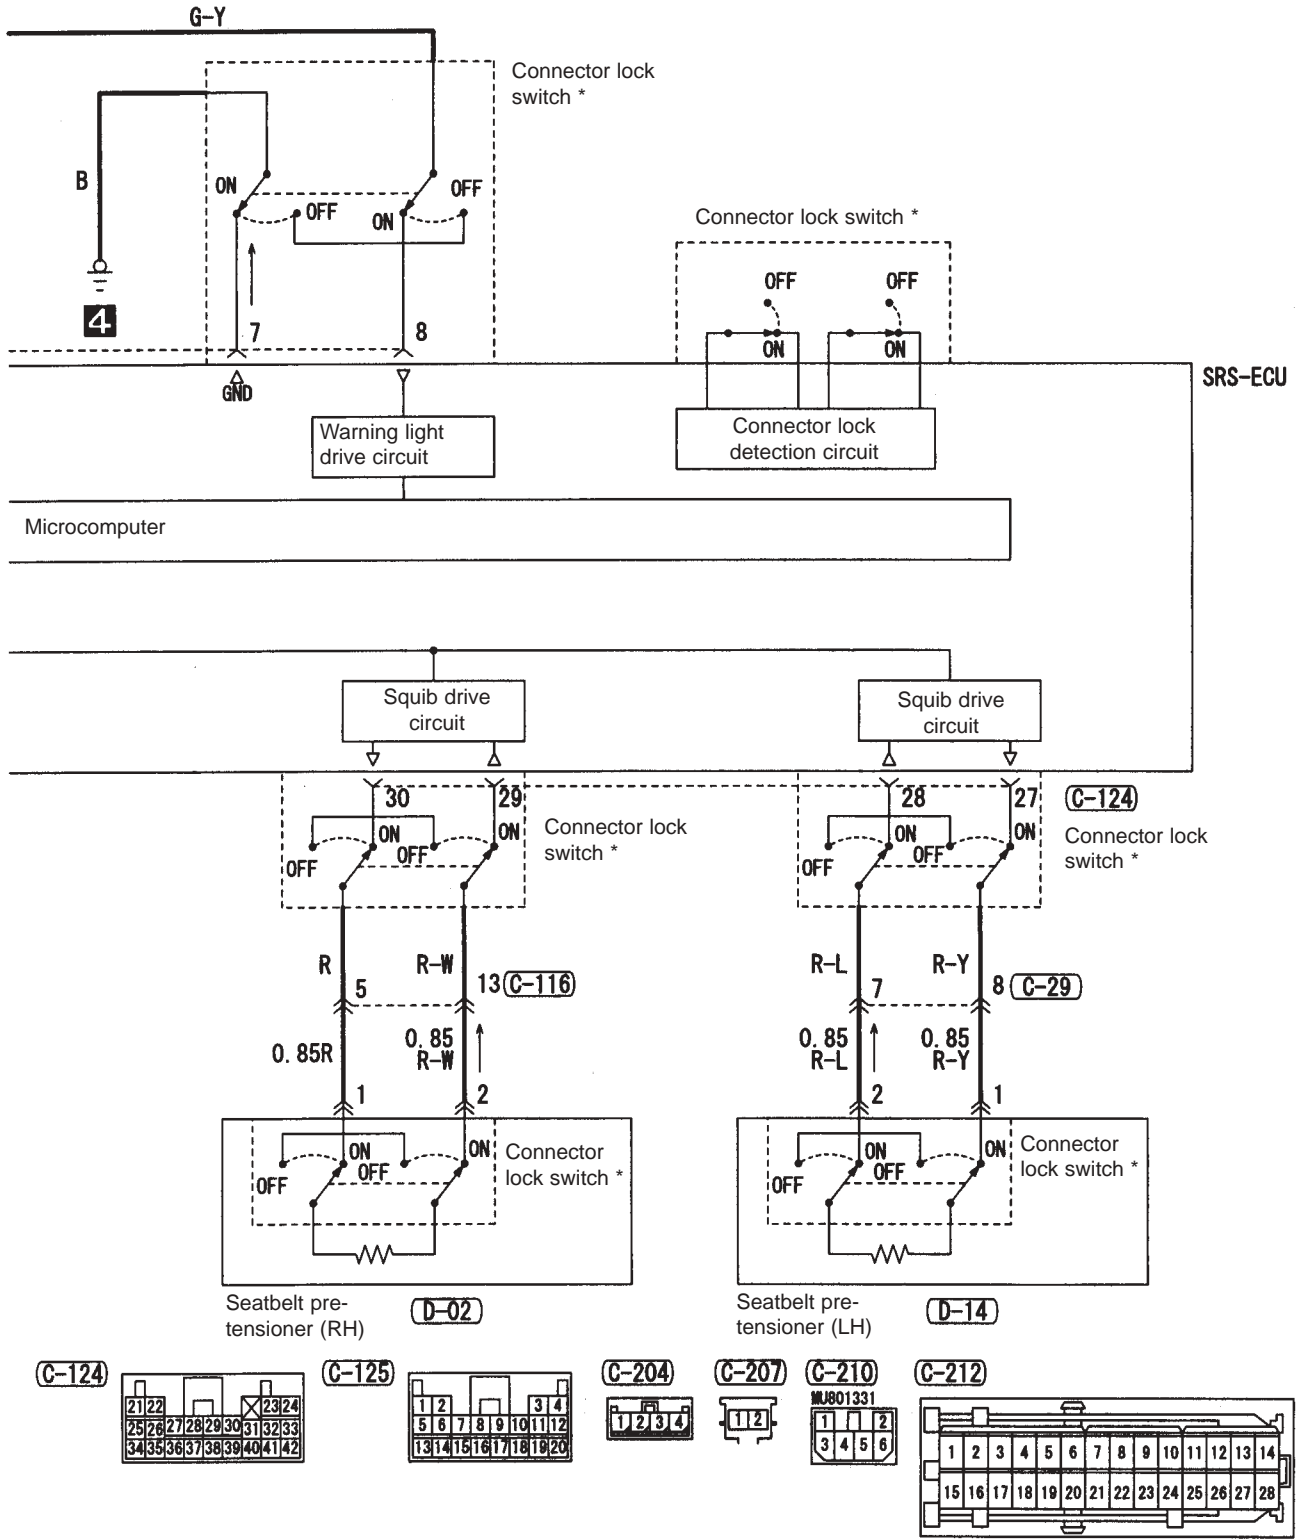 G-Y
Connector lock
switch *
B
ON
OFF
ON
OFF
4
7
8
Connector lock switch *
OFF
OFF
ON
ON
SRS-ECU
GND
Warning light
drive circuit
Connector lock
detection circuit
Microcomputer
Squib drive
circuit
Squib drive
circuit
30
29
28
27
C-124
OFF
ON
OFF
ON
Connector lock
switch *
OFF
ON
OFF
ON
Connector lock
switch *
R
R-W
R-L
R-Y
5
13
C-116
7
8
C-29
0. 85R
0. 85
R-W
0. 85
R-L
0. 85
R-Y
1
2
2
1
OFF
ON
OFF
ON
Connector
lock switch *
OFF
ON
OFF
ON
Connector
lock switch *
Seatbelt pre-
tensioner (RH)
D-02
Seatbelt pre-
tensioner (LH)
D-14
C-124
21 22 23 24
25 26 27 28 29 30 31 32 33
34 35 36 37 38 39 40 41 42
C-125
1 2 3 4
5 6 7 8 9 10 11 12
13 14 15 16 17 18 19 20
C-204
1 2 3 4
C-207
1 2
C-210
MU801331
1 2
3 4 5 6
C-212
1 2 3 4 5 6 7 8 9 10 11 12 13 14
15 16 17 18 19 20 21 22 23 24 25 26 27 28